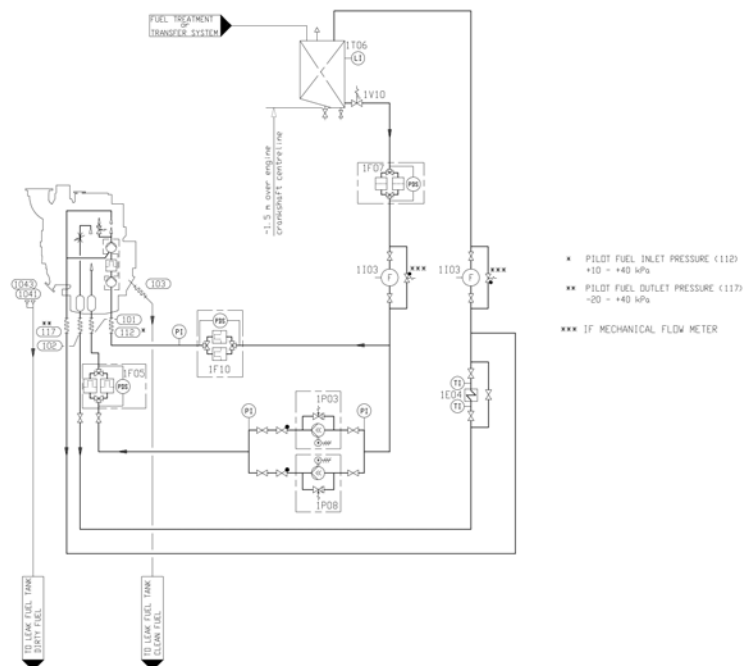 FUEL TREATMENT
or
TRANSFER SYSTEM
1T06
LI
1V10
~1.5 m over engine
crankshaft centreline
1F07
PDS
1I03
F
***
1I03
F
***
* PILOT FUEL INLET PRESSURE (112)
+10 - +40 kPa
** PILOT FUEL OUTLET PRESSURE (117)
-20 - +40 kPa
*** IF MECHANICAL FLOW METER
1043
1041
103
**
117
101
112
*
102
PI
PDS
1F10
1F05
PDS
TI
1E04
TI
PI
1P03
PI
1P08
TO LEAK FUEL TANK
DIRTY FUEL
TO LEAK FUEL TANK
CLEAN FUEL